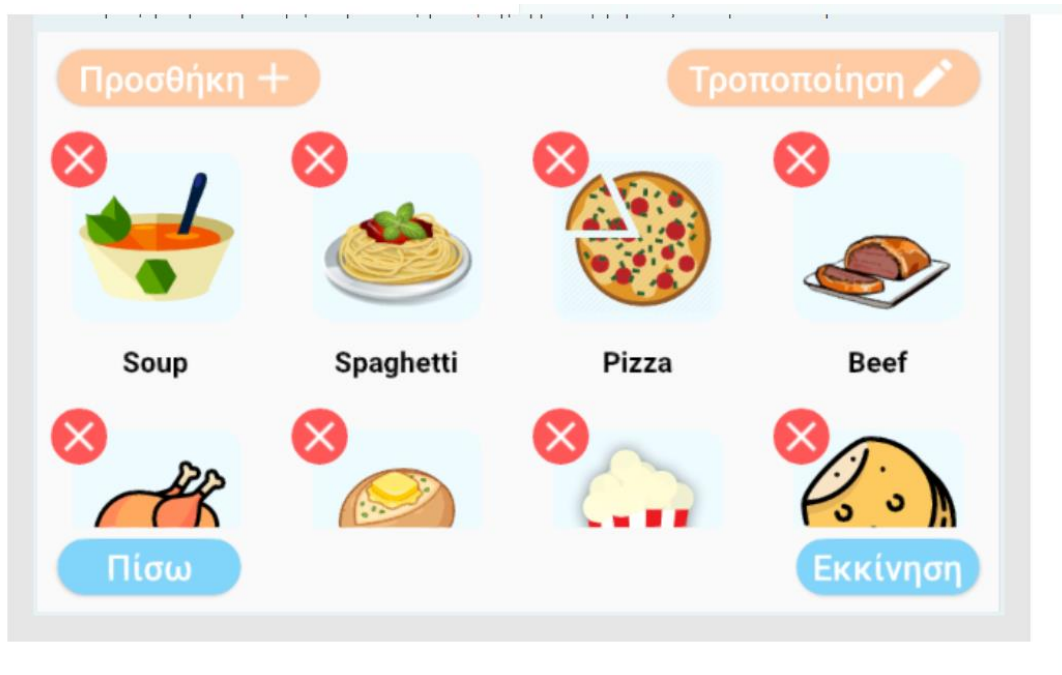 Προσθήκη +
Τροποποίηση
Soup
Spaghetti
Pizza
Beef
Πίσω
Εκκίνηση